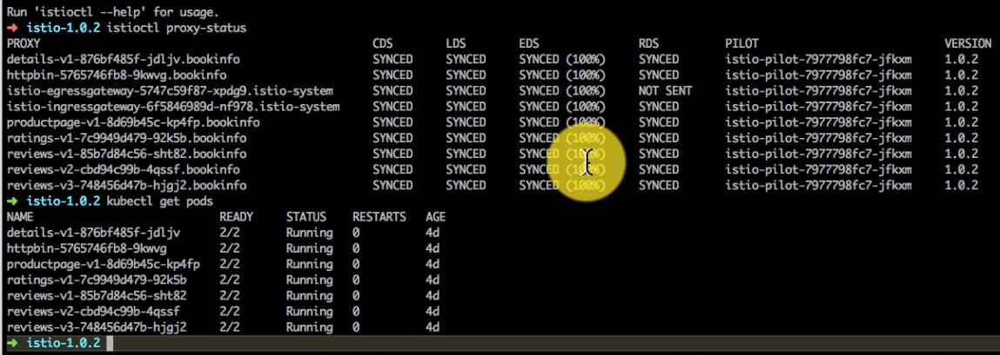 Run 'istioctl --help' for usage.
➜ istio-1.0.2 istioctl proxy-status
PROXY CDS LDS EDS RDS PILOT VERSION
details-v1-876bf485f-jdljv.bookinfo SYNCED SYNCED SYNCED (100%) SYNCED istio-pilot-7977798fc7-jfkxm 1.0.2
httpbin-5765746fb8-9kwvg.bookinfo SYNCED SYNCED SYNCED (100%) SYNCED istio-pilot-7977798fc7-jfkxm 1.0.2
istio-egressgateway-5747c59f87-xpdg9.istio-system SYNCED SYNCED SYNCED (100%) NOT SENT istio-pilot-7977798fc7-jfkxm 1.0.2
istio-ingressgateway-6f5846989d-nf978.istio-system SYNCED SYNCED SYNCED (100%) SYNCED istio-pilot-7977798fc7-jfkxm 1.0.2
productpage-v1-8d69b45c-kp4fp.bookinfo SYNCED SYNCED SYNCED (100%) SYNCED istio-pilot-7977798fc7-jfkxm 1.0.2
ratings-v1-7c9949d479-92k5b.bookinfo SYNCED SYNCED SYNCED (100%) SYNCED istio-pilot-7977798fc7-jfkxm 1.0.2
reviews-v1-85b7d84c56-sht82.bookinfo SYNCED SYNCED SYNCED (100%) SYNCED istio-pilot-7977798fc7-jfkxm 1.0.2
reviews-v2-cbd94c99b-4qssf.bookinfo SYNCED SYNCED SYNCED (100%) SYNCED istio-pilot-7977798fc7-jfkxm 1.0.2
reviews-v3-748456d47b-hjgj2.bookinfo SYNCED SYNCED SYNCED (100%) SYNCED istio-pilot-7977798fc7-jfkxm 1.0.2
➜ istio-1.0.2 kubectl get pods
NAME READY STATUS RESTARTS AGE
details-v1-876bf485f-jdljv 2/2 Running 0 4d
httpbin-5765746fb8-9kwvg 2/2 Running 0 4d
productpage-v1-8d69b45c-kp4fp 2/2 Running 0 4d
ratings-v1-7c9949d479-92k5b 2/2 Running 0 4d
reviews-v1-85b7d84c56-sht82 2/2 Running 0 4d
reviews-v2-cbd94c99b-4qssf 2/2 Running 0 4d
reviews-v3-748456d47b-hjgj2 2/2 Running 0 4d
➜ istio-1.0.2